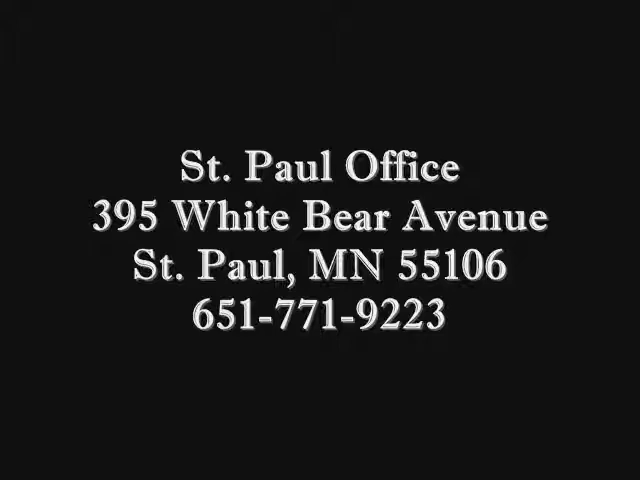 St. Paul Office
395 White Bear Avenue
St. Paul, MN 55106
651-771-9223